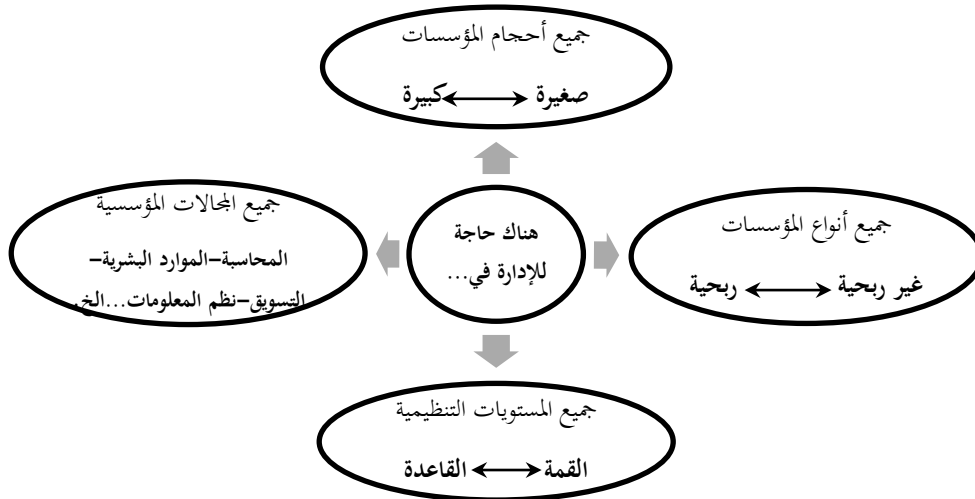 جميع أحجام المؤسسات
صغيرة ⟷ كبيرة
جميع أنواع المؤسسات
غير ربحية ⟷ ربحية
هناك حاجة
للإدارة في...
جميع المجالات المؤسسية
المحاسبة–الموارد البشرية–
التسويق–نظم المعلومات...الخ.
جميع المستويات التنظيمية
القمة ⟷ القاعدة